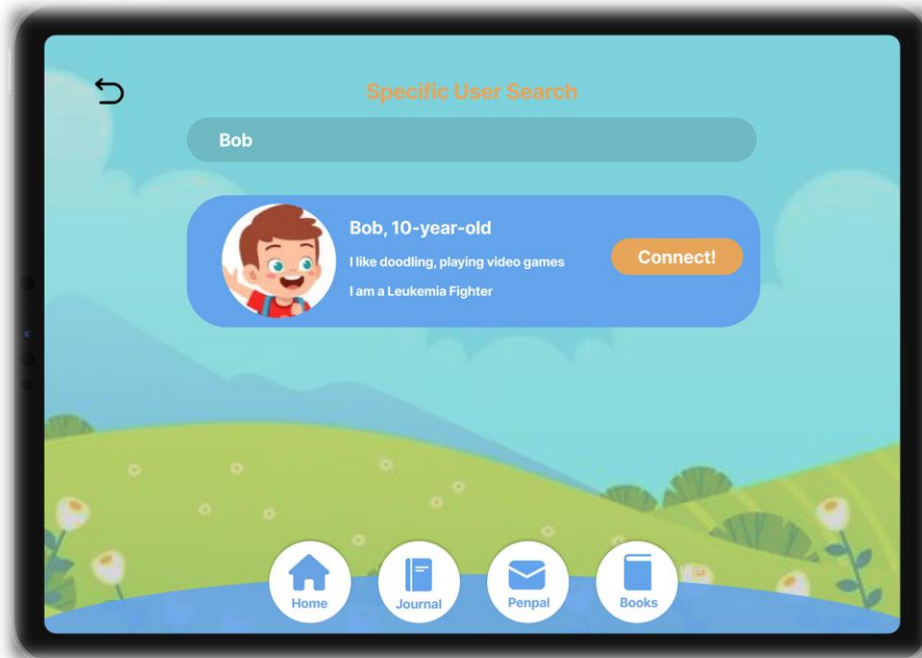 Specific User Search
Bob
Bob, 10-year-old
I like doodling, playing video games
I am a Leukemia Fighter
Connect!
Home
Journal
Penpal
Books